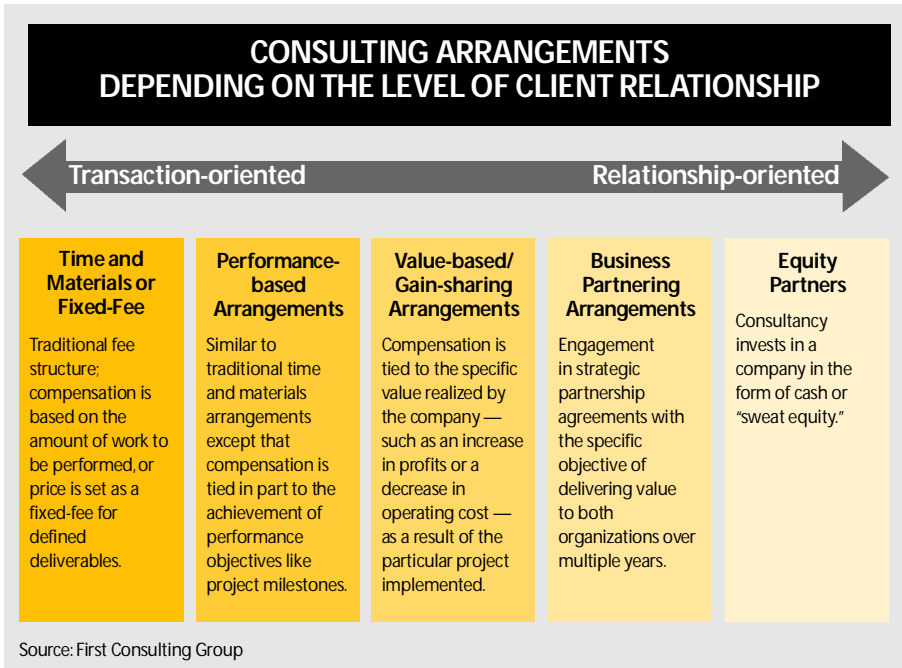 CONSULTING ARRANGEMENTS
DEPENDING ON THE LEVEL OF CLIENT RELATIONSHIP
Transaction-oriented
Relationship-oriented
Time and
Materials or
Fixed-Fee
Traditional fee
structure;
compensation is
based on the
amount of work to
be performed, or
price is set as a
fixed-fee for
defined
deliverables.
Performance-
based
Arrangements
Similar to
traditional time
and materials
arrangements
except that
compensation is
tied in part to the
achievement of
performance
objectives like
project milestones.
Value-based/
Gain-sharing
Arrangements
Compensation is
tied to the specific
value realized by
the company —
such as an increase
in profits or a
decrease in
operating cost —
as a result of the
particular project
implemented.
Business
Partnering
Arrangements
Engagement
in strategic
partnership
agreements with
the specific
objective of
delivering value
to both
organizations over
multiple years.
Equity
Partners
Consultancy
invests in a
company in the
form of cash or
“sweat equity.”
Source: First Consulting Group